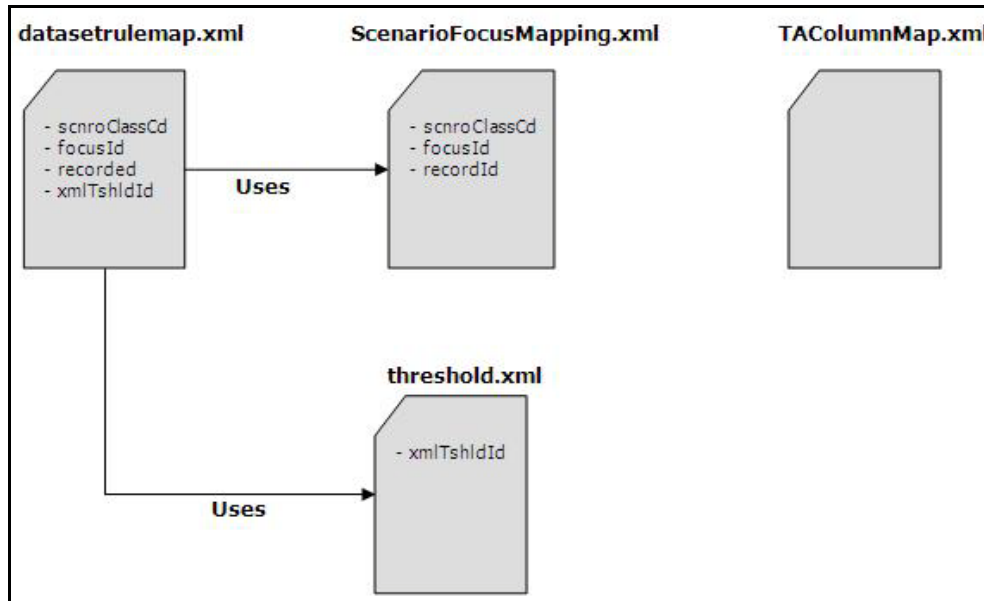 datasetrulemap.xml
ScenarioFocusMapping.xml
TAColumnMap.xml
- scnroClassCd
- focusId
- recorded
- xmlTshldId
Uses
- scnroClassCd
- focusId
- recordId
threshold.xml
- xmlTshldId
Uses